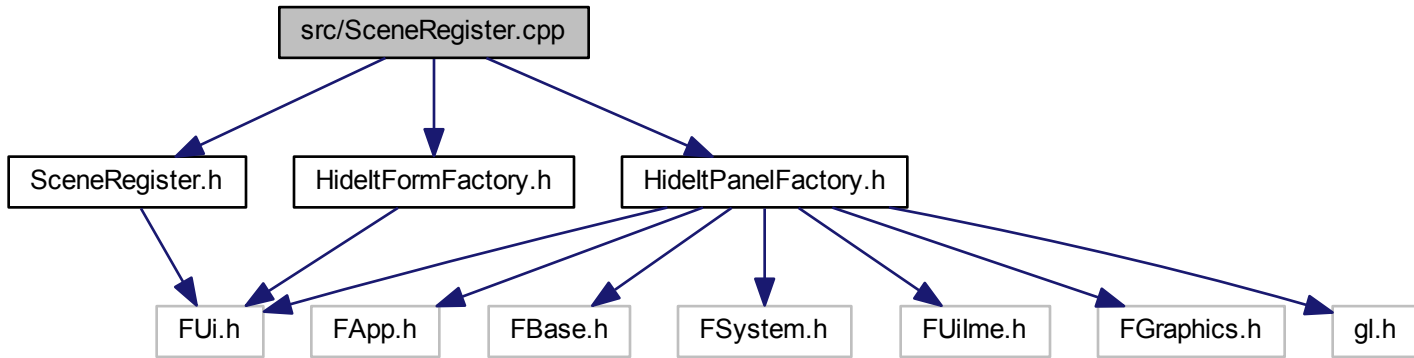 src/SceneRegister.cpp
SceneRegister.h
HideItFormFactory.h
HideItPanelFactory.h
FUi.h
FApp.h
FBase.h
FSystem.h
FUiIme.h
FGraphics.h
gl.h